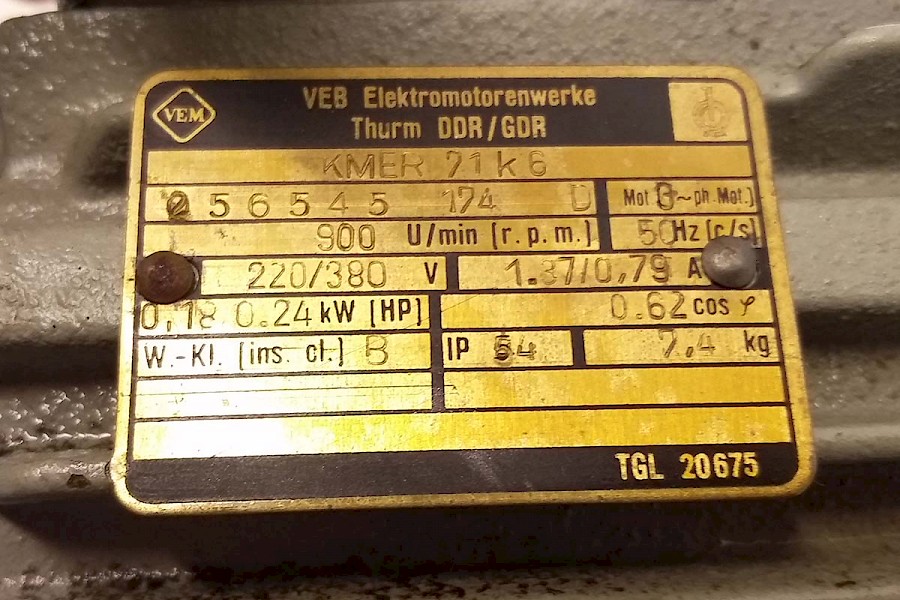 VEM
VEB Elektromotorenwerke
Thurm DDR/GDR
KMER 71 k 6
256545 174 D Mot. (3~ph. Mot.)
900 U/min (r.p.m.) 50 Hz (c/s)
220/380 V 1.37/0,79 A
0,18 0.24 kW (HP) 0.62 cos φ
W.-Kl. (ins. cl.) B IP 54 7,4 kg
TGL 20675